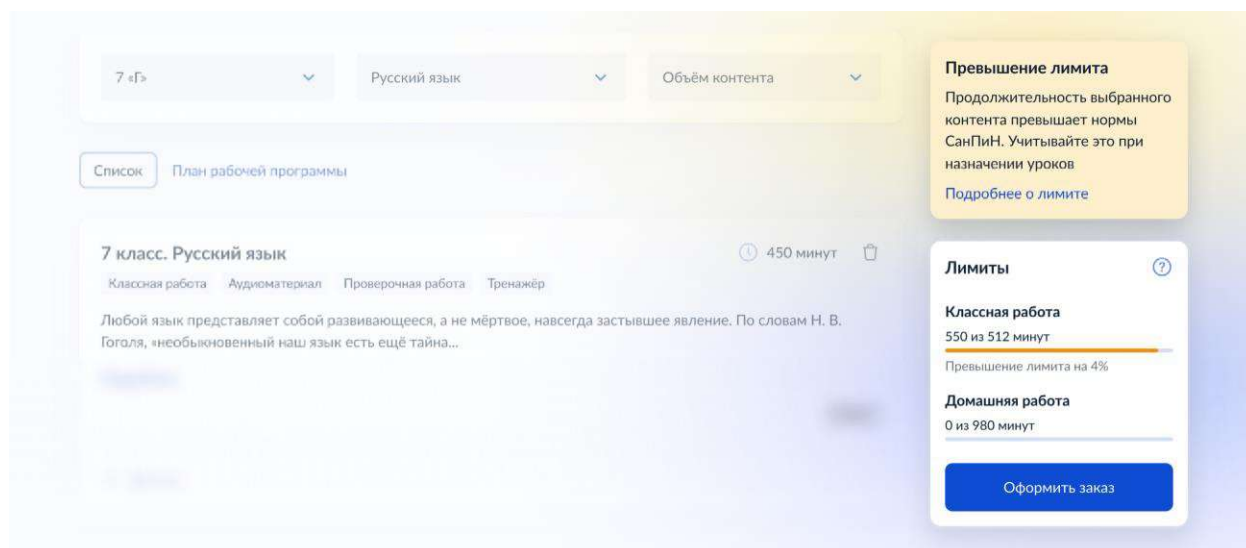 7 «Г»
Русский язык
Объём контента
Список
План рабочей программы
7 класс. Русский язык
450 минут
Классная работа
Аудиоматериал
Проверочная работа
Тренажёр
Любой язык представляет собой развивающееся, а не мёртвое, навсегда застывшее явление. По словам Н. В.
Гоголя, «необыкновенный наш язык есть ещё тайна...
Превышение лимита
Продолжительность выбранного
контента превышает нормы
СанПиН. Учитывайте это при
назначении уроков
Подробнее о лимите
Лимиты
?
Классная работа
550 из 512 минут
Превышение лимита на 4%
Домашняя работа
0 из 980 минут
Оформить заказ